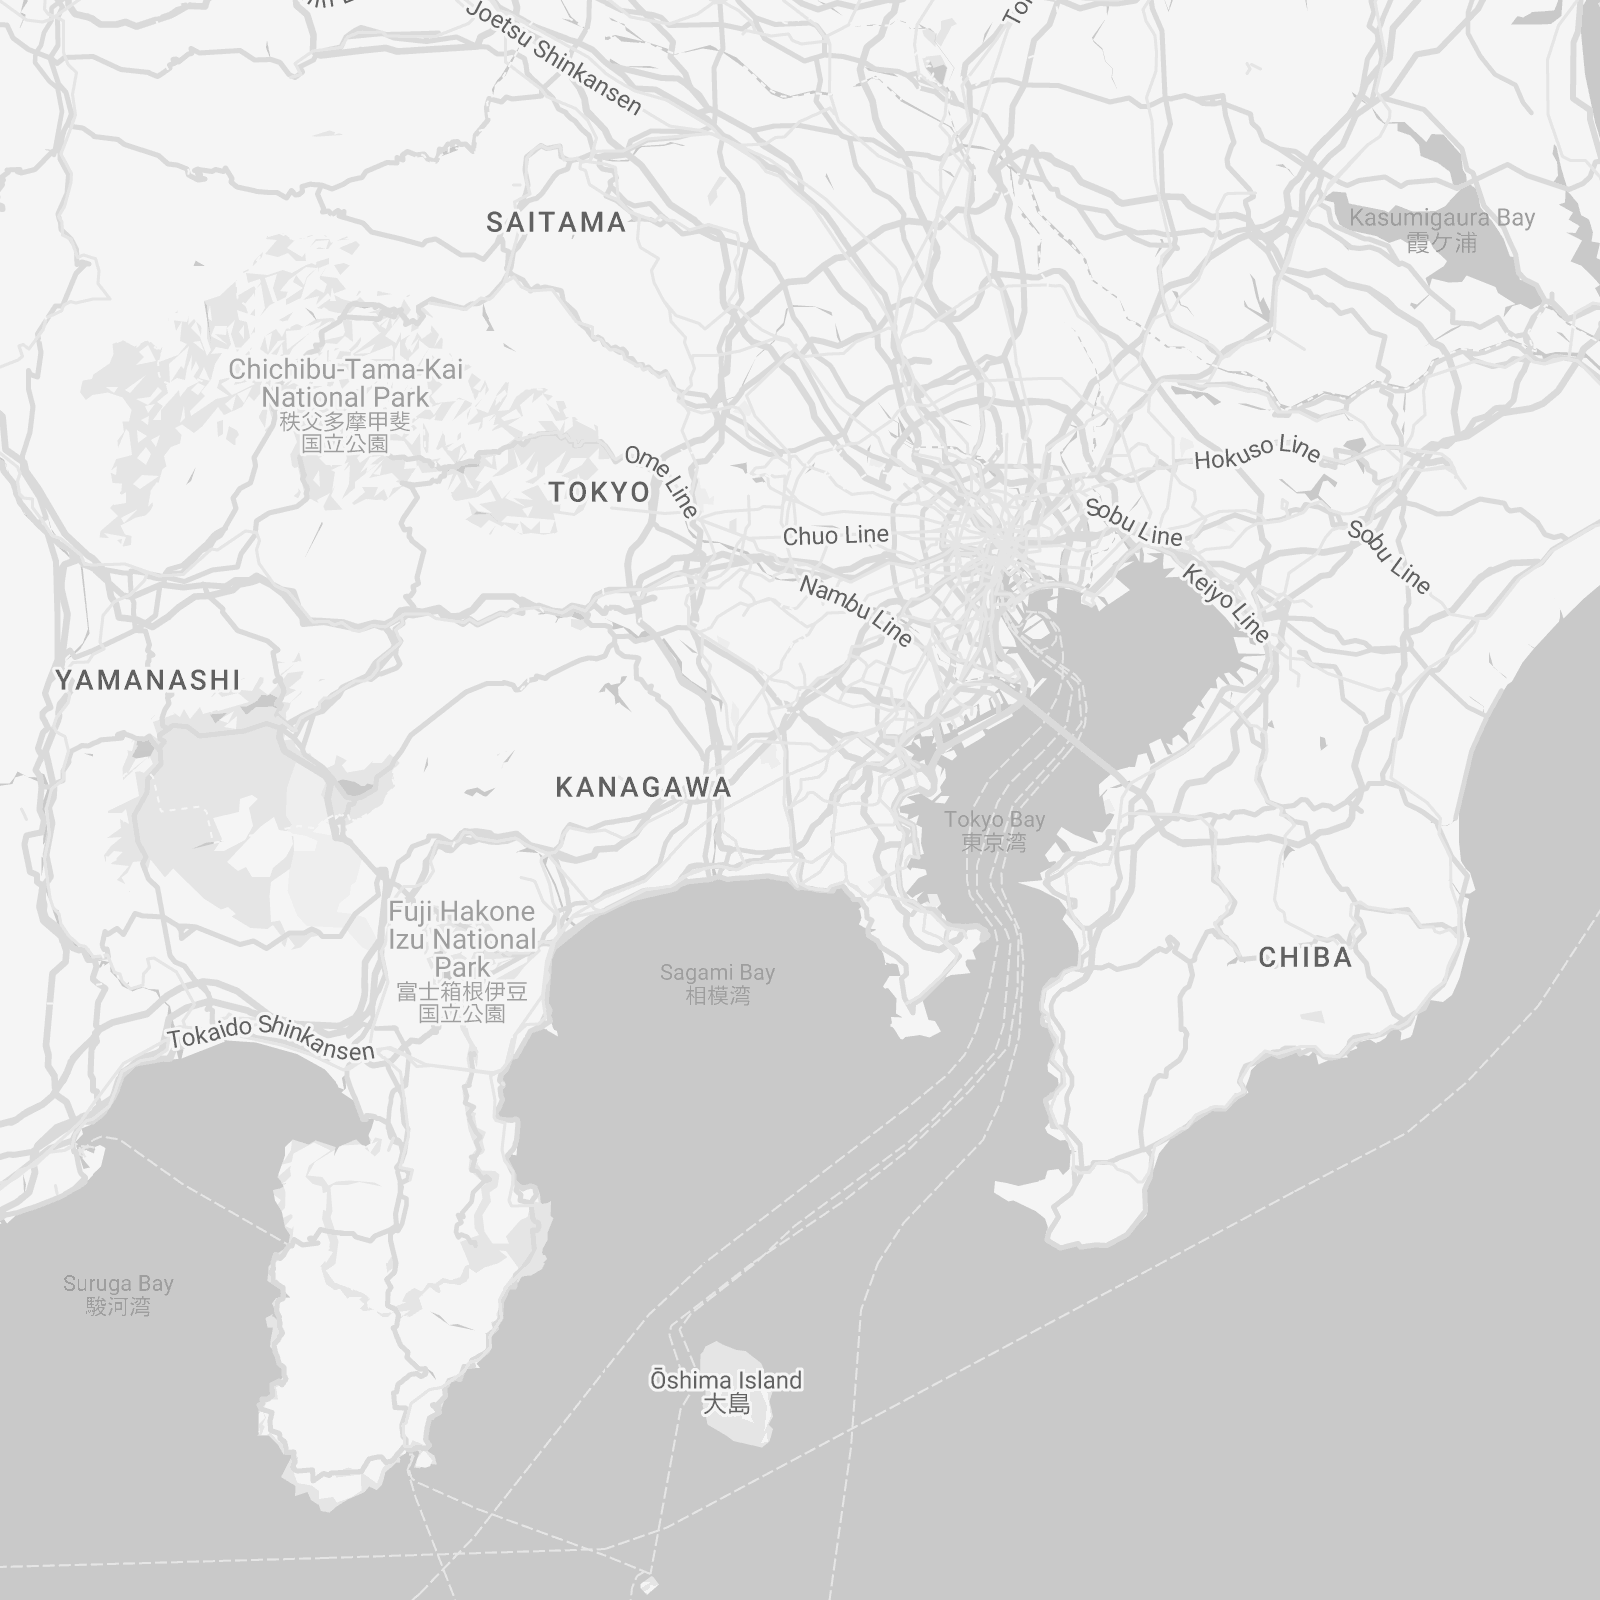 Joetsu Shinkansen
SAITAMA
Kasumigaura Bay
霞ケ浦
Chichibu-Tama-Kai
National Park
秩父多摩甲斐
国立公園
Ome Line
TOKYO
Hokuso Line
Chuo Line
Sobu Line
Sobu Line
Keiyo Line
Nambu Line
YAMANASHI
KANAGAWA
Tokyo Bay
東京湾
Fuji Hakone
Izu National
Park
富士箱根伊豆
国立公園
Sagami Bay
相模湾
CHIBA
Tokaido Shinkansen
Suruga Bay
駿河湾
Ōshima Island
大島